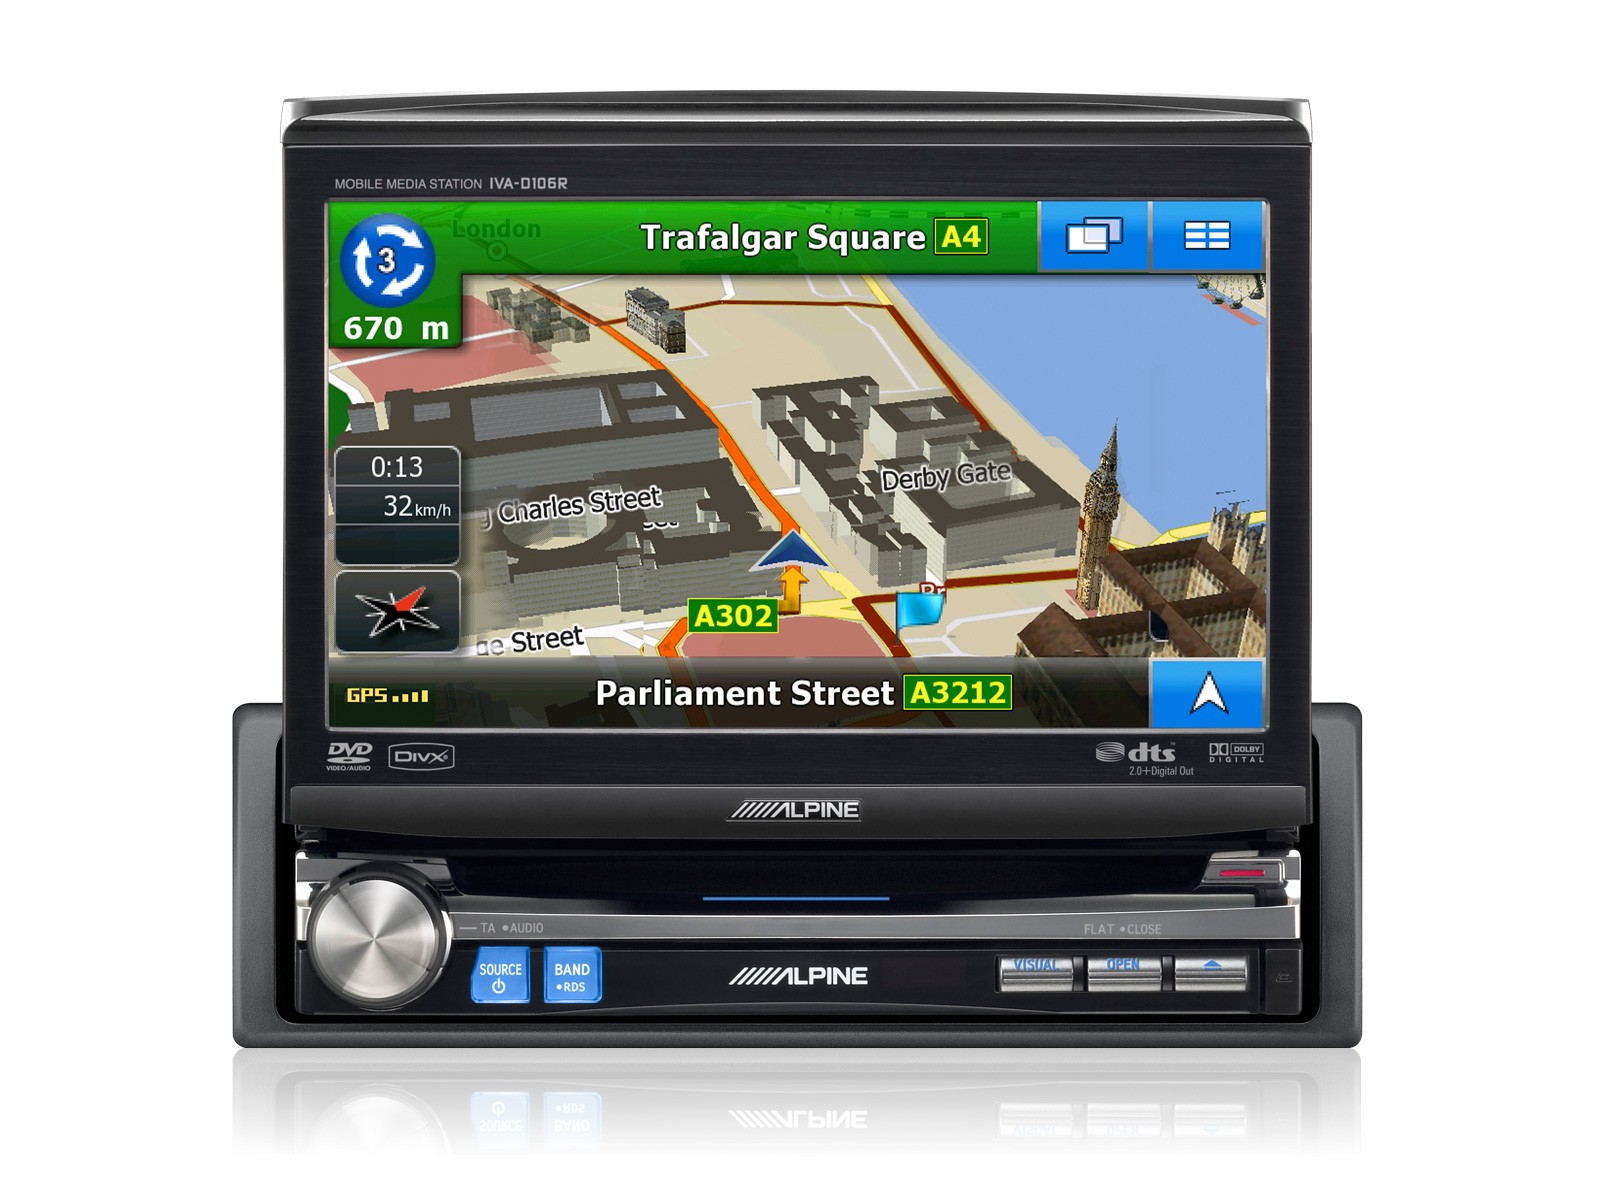 MOBILE MEDIA STATION IVA-D106R
London
Trafalgar Square A4
3
670 m
Derby Gate
0:13
32km/h
Charles Street
A302
Street
GPS
Parliament Street A3212
DVD
VIDEO/AUDIO
DIVX
dts
2.0+Digital Out
DOLBY
DIGITAL
ALPINE
TA •AUDIO
FLAT •CLOSE
SOURCE
BAND
•RDS
ALPINE
VISUAL
OPEN